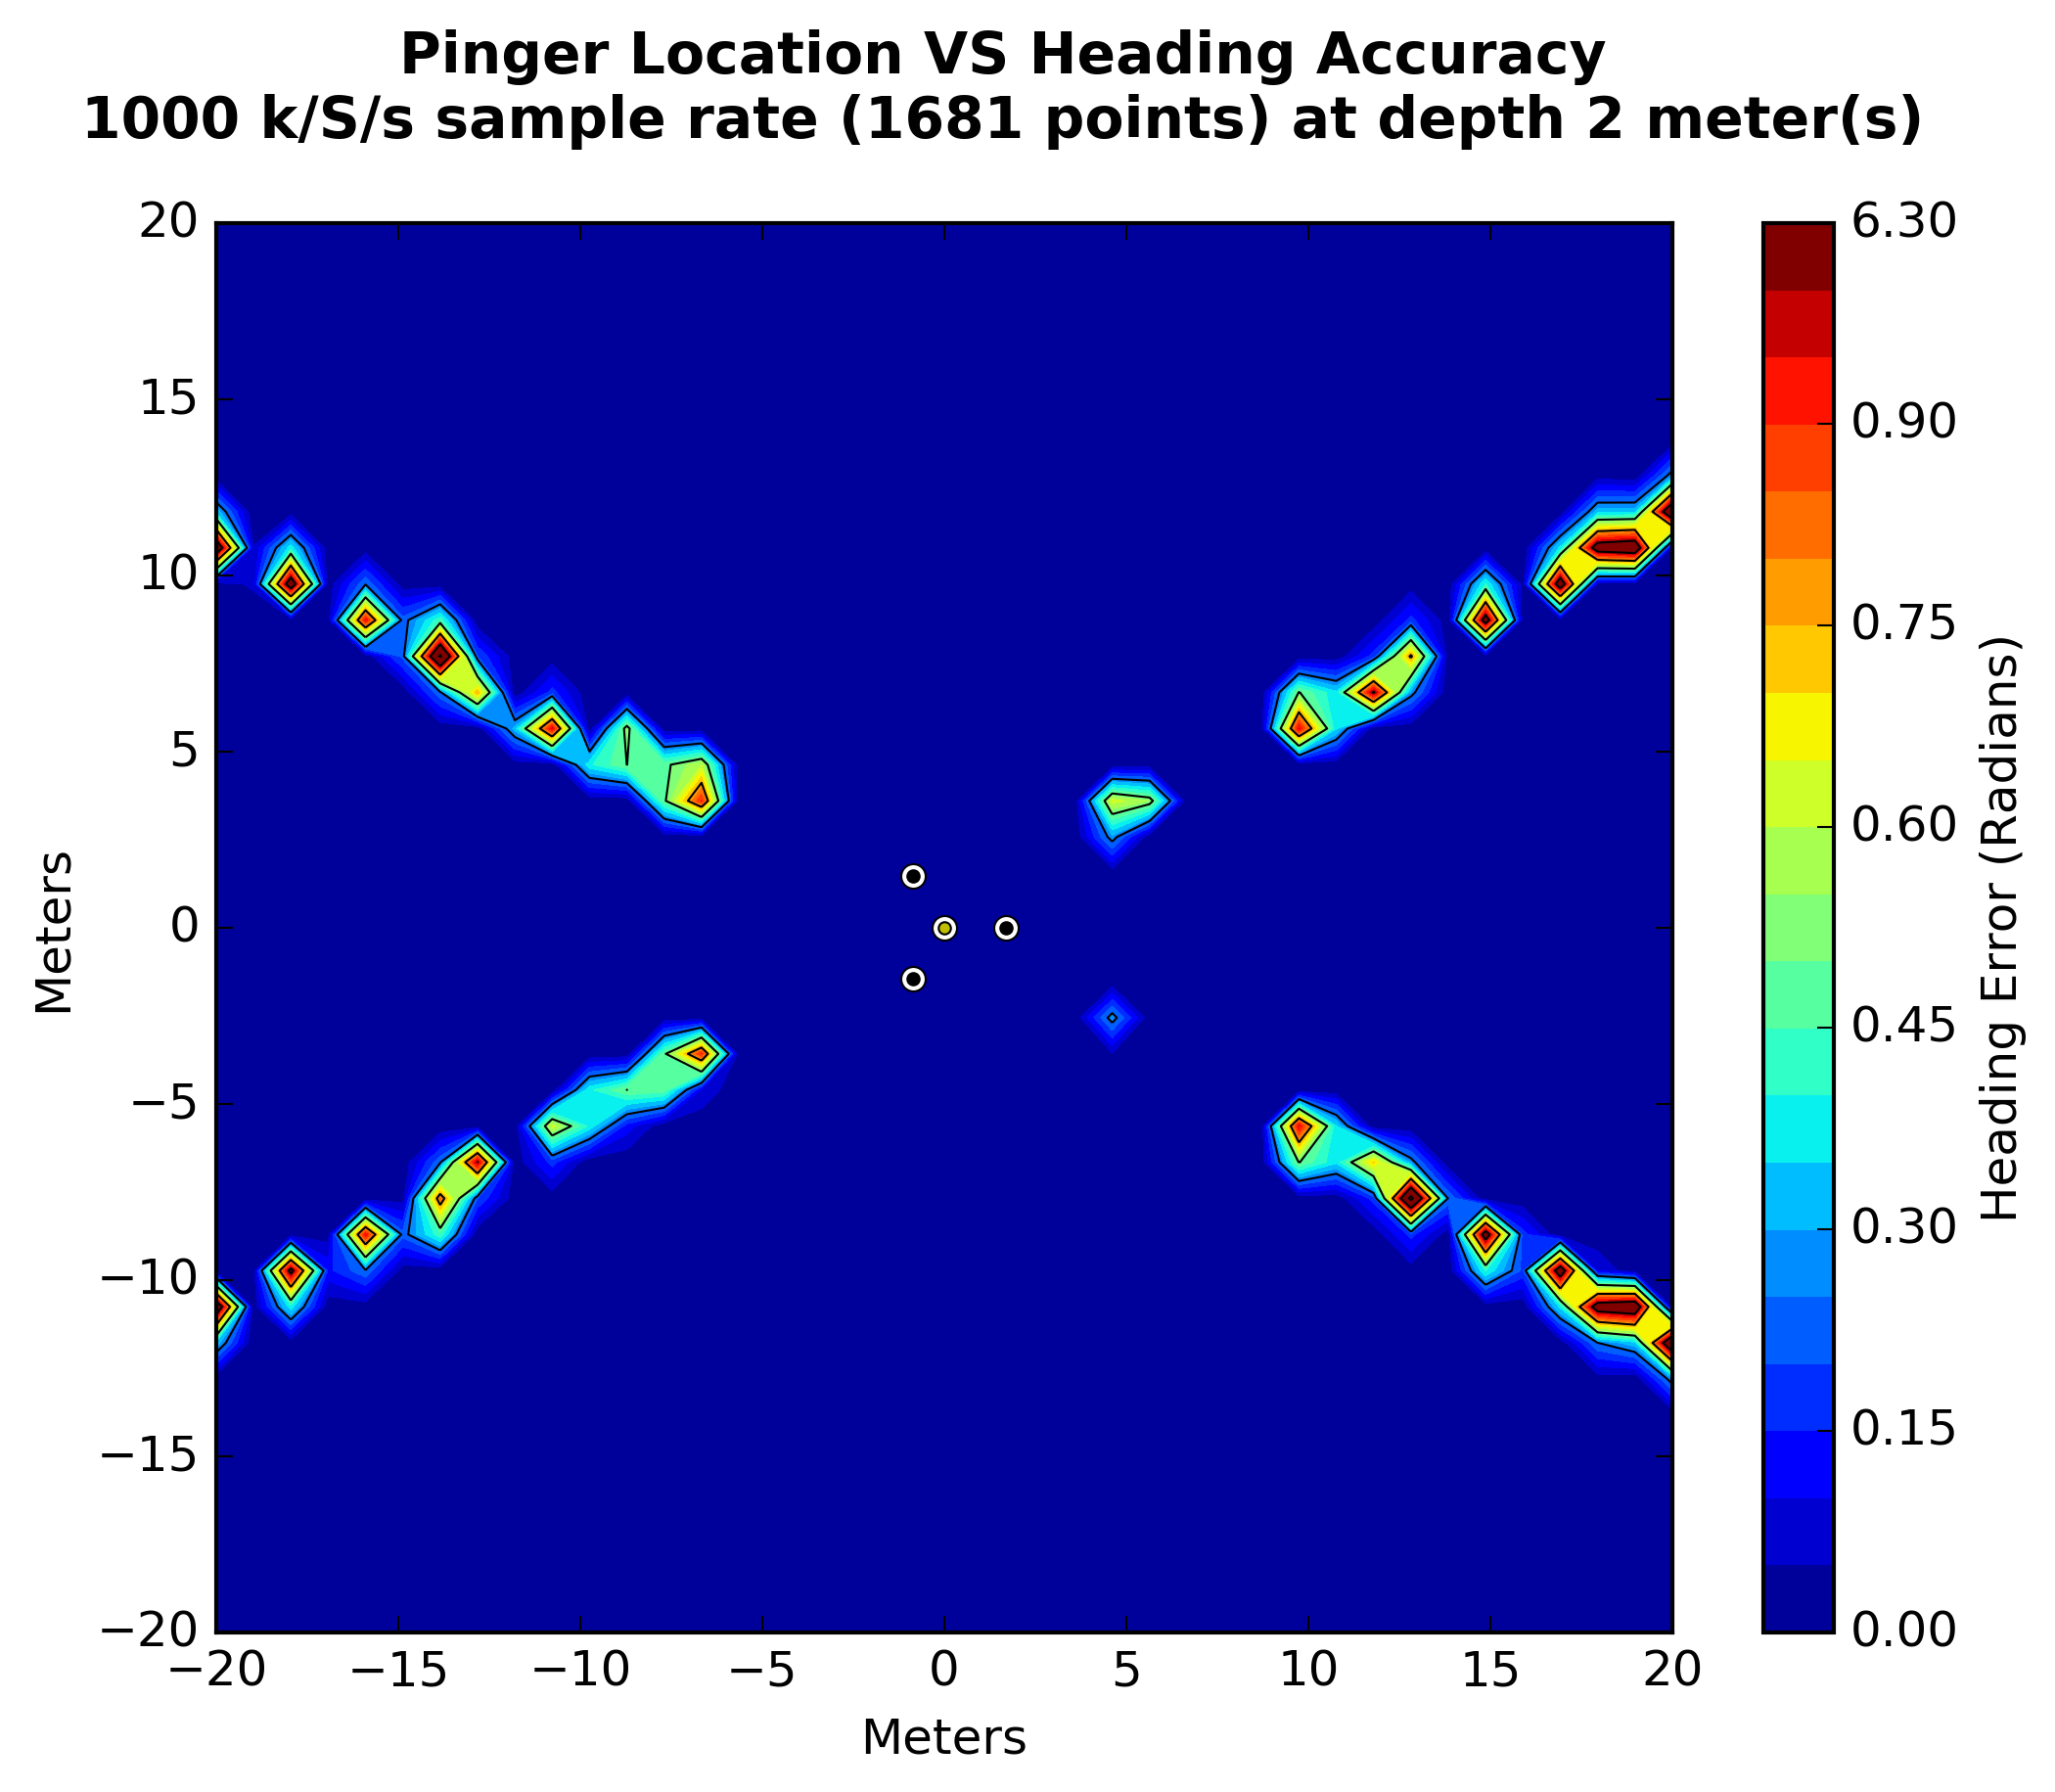 Pinger Location VS Heading Accuracy
1000 k/S/s sample rate (1681 points) at depth 2 meter(s)
20
15
10
5
0
−5
−10
−15
−20
Meters
−20 −15 −10 −5 0 5 10 15 20
Meters
6.30
0.90
0.75
0.60
0.45
0.30
0.15
0.00
Heading Error (Radians)